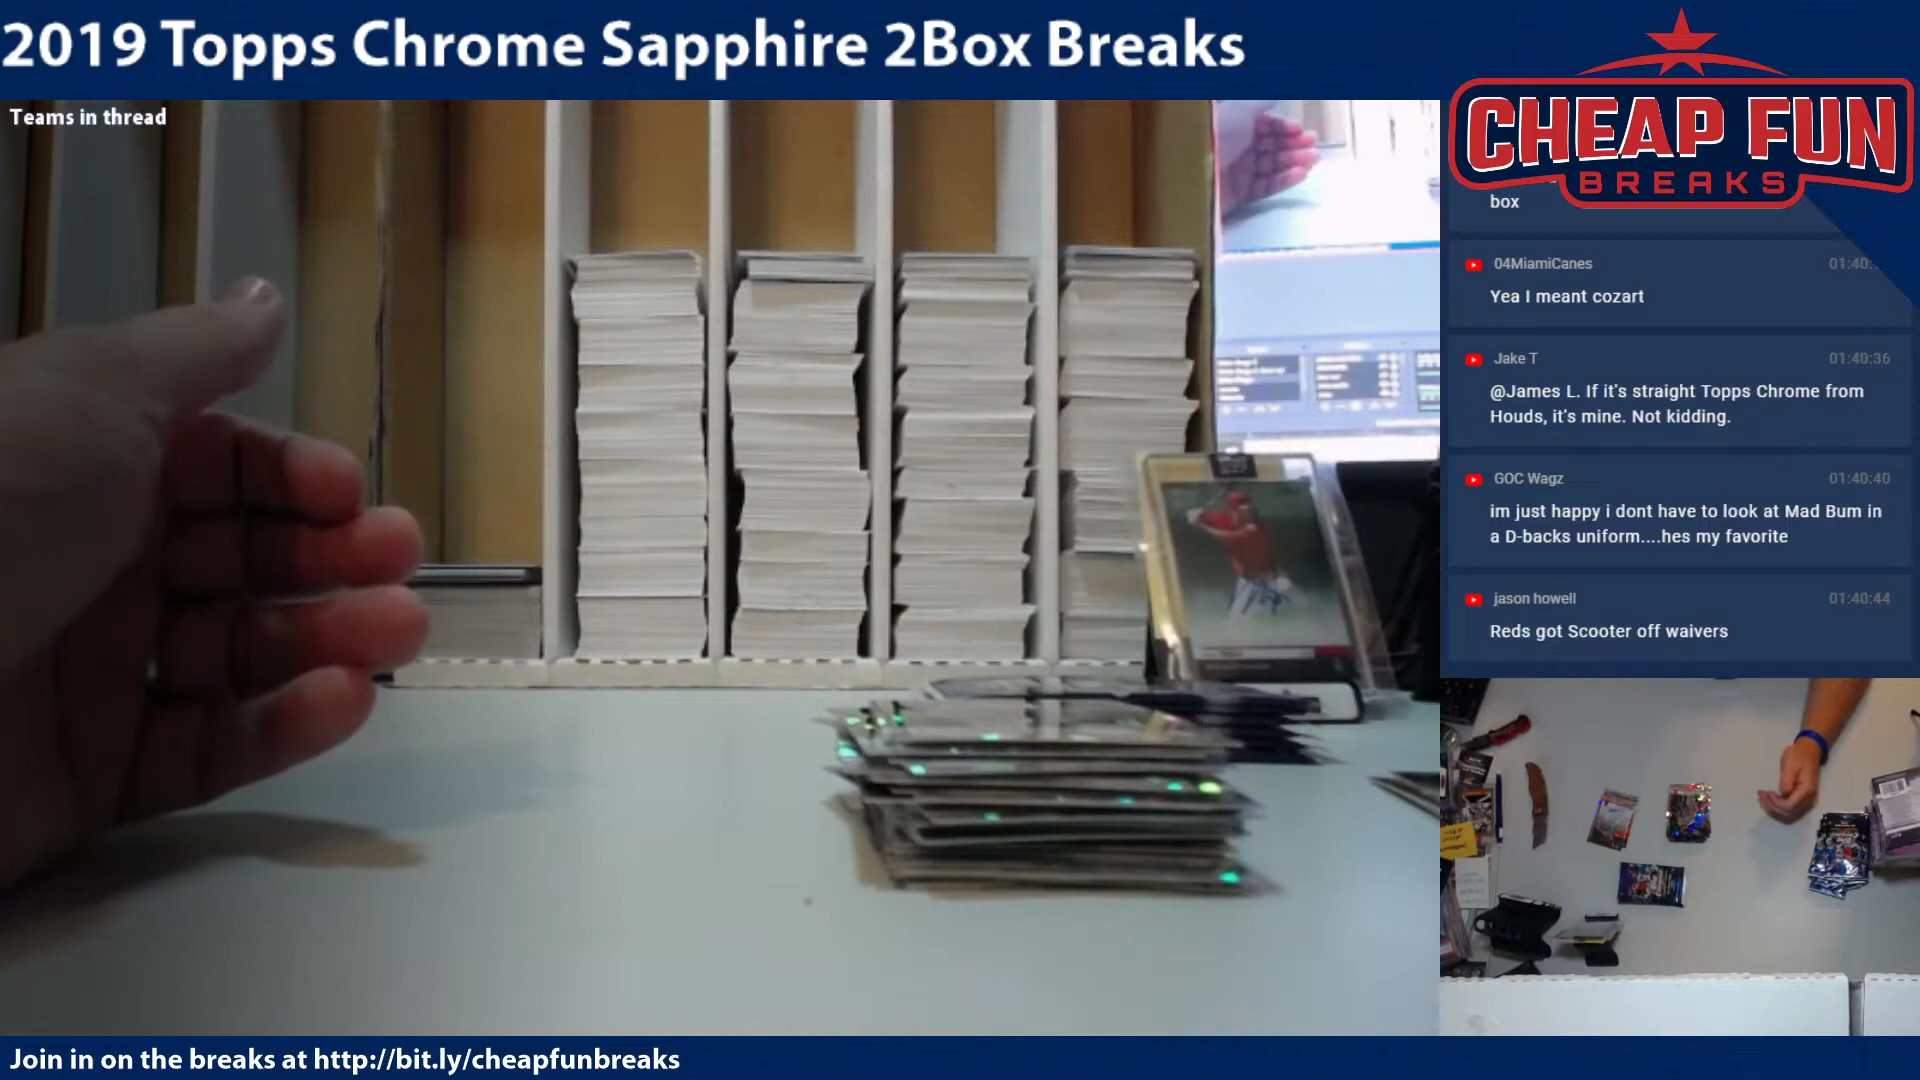 2019 Topps Chrome Sapphire 2Box Breaks
Teams in thread
CHEAP FUN
BREAKS
box
04MiamiCanes
Yea I meant cozart
Jake T 01:40:36
@James L. If it's straight Topps Chrome from
Houds, it's mine. Not kidding.
GOC Wagz 01:40:40
im just happy i dont have to look at Mad Bum in
a D-backs uniform....hes my favorite
jason howell 01:40:44
Reds got Scooter off waivers
Join in on the breaks at http://bit.ly/cheapfunbreaks